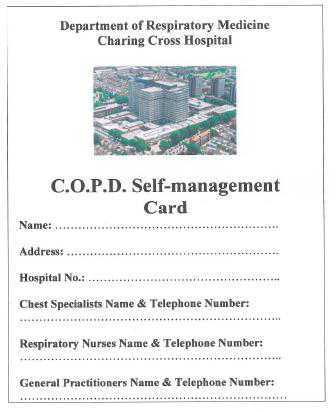 Department of Respiratory Medicine
Charing Cross Hospital
C.O.P.D. Self-management
Card
Name: ................................................................
Address: ............................................................
Hospital No.: ......................................................
Chest Specialists Name & Telephone Number:
..........................................................................
Respiratory Nurses Name & Telephone Number:
..........................................................................
General Practitioners Name & Telephone Number:
..........................................................................